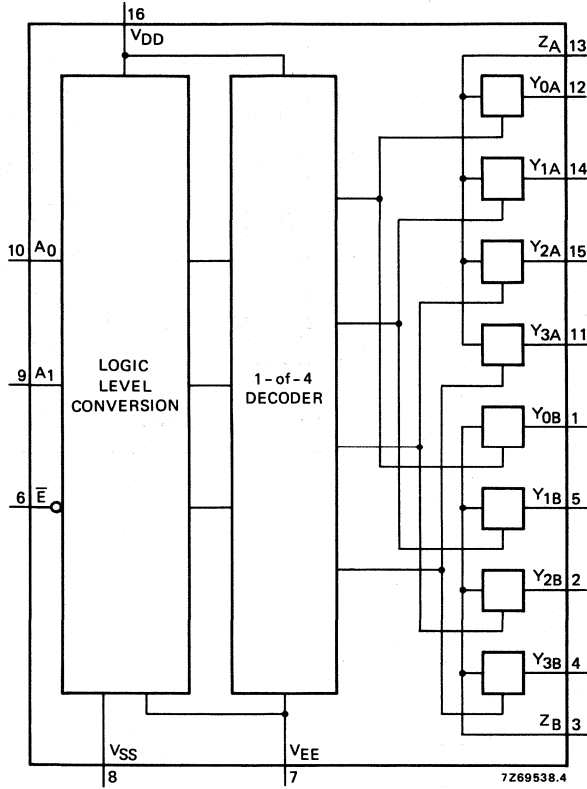 16
VDD
ZA 13
Y0A 12
Y1A 14
10 A0
Y2A 15
Y3A 11
LOGIC
LEVEL
CONVERSION
1-of-4
DECODER
9 A1
Y0B 1
6 E̅
Y1B 5
Y2B 2
Y3B 4
ZB 3
VSS
8
VEE
7
7Z69538.4